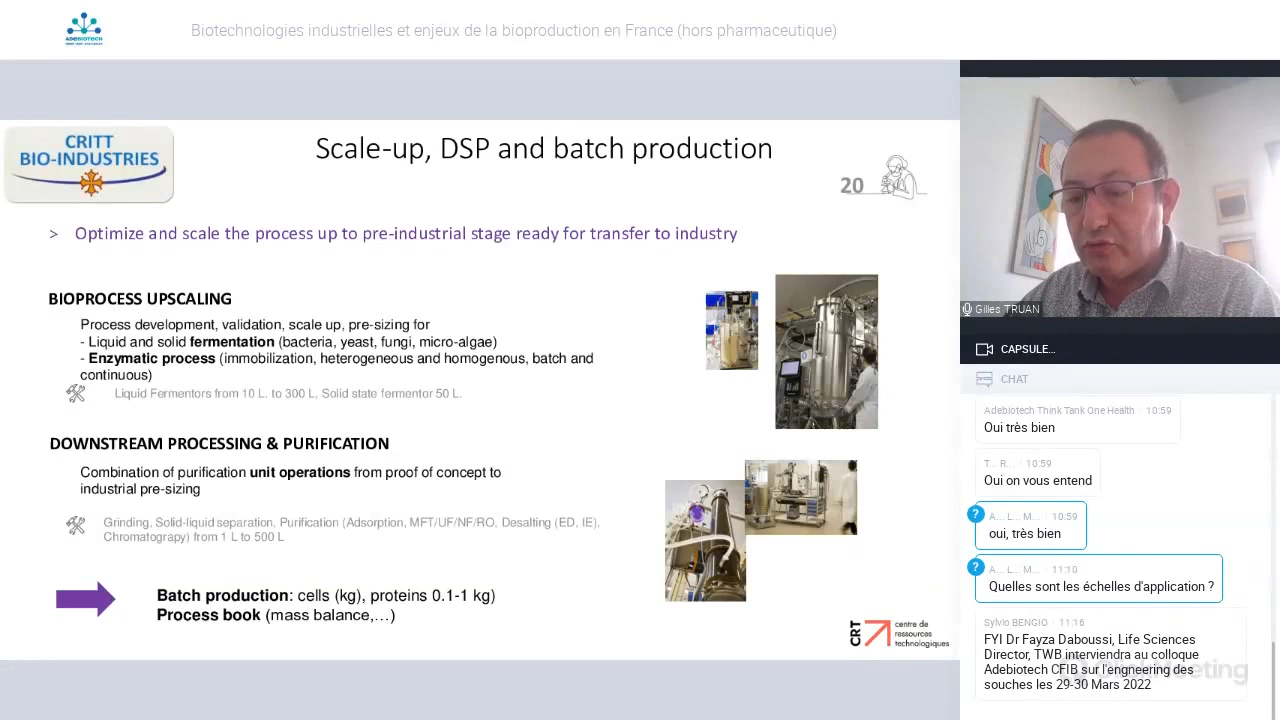 ADEBIOTECH
Biotechnologies industrielles et enjeux de la bioproduction en France (hors pharmaceutique)
CRITT
BIO-INDUSTRIES
Scale-up, DSP and batch production
20
> Optimize and scale the process up to pre-industrial stage ready for transfer to industry
BIOPROCESS UPSCALING
Process development, validation, scale up, pre-sizing for
- Liquid and solid fermentation (bacteria, yeast, fungi, micro-algae)
- Enzymatic process (immobilization, heterogeneous and homogenous, batch and
continuous)
Liquid Fermentors from 10 L. to 300 L, Solid state fermentor 50 L.
DOWNSTREAM PROCESSING & PURIFICATION
Combination of purification unit operations from proof of concept to
industrial pre-sizing
Grinding, Solid-liquid separation, Purification (Adsorption, MFT/UF/NF/RO, Desalting (ED, IE),
Chromatograpy) from 1 L to 500 L
Batch production: cells (kg), proteins 0.1-1 kg)
Process book (mass balance,…)
CRT
centre de
ressources
technologiques
Gilles TRUAN
CAPSULE...
CHAT
Adebiotech Think Tank One Health · 10:59
Oui très bien
T... R... · 10:59
Oui on vous entend
?
A... L... M... · 10:59
oui, très bien
?
A... L... M... · 11:10
Quelles sont les échelles d'application ?
Sylvio BENGIO · 11:16
FYI Dr Fayza Daboussi, Life Sciences
Director, TWB interviendra au colloque
Adebiotech CFIB sur l'engneering des
souches les 29-30 Mars 2022
ClickMeeting